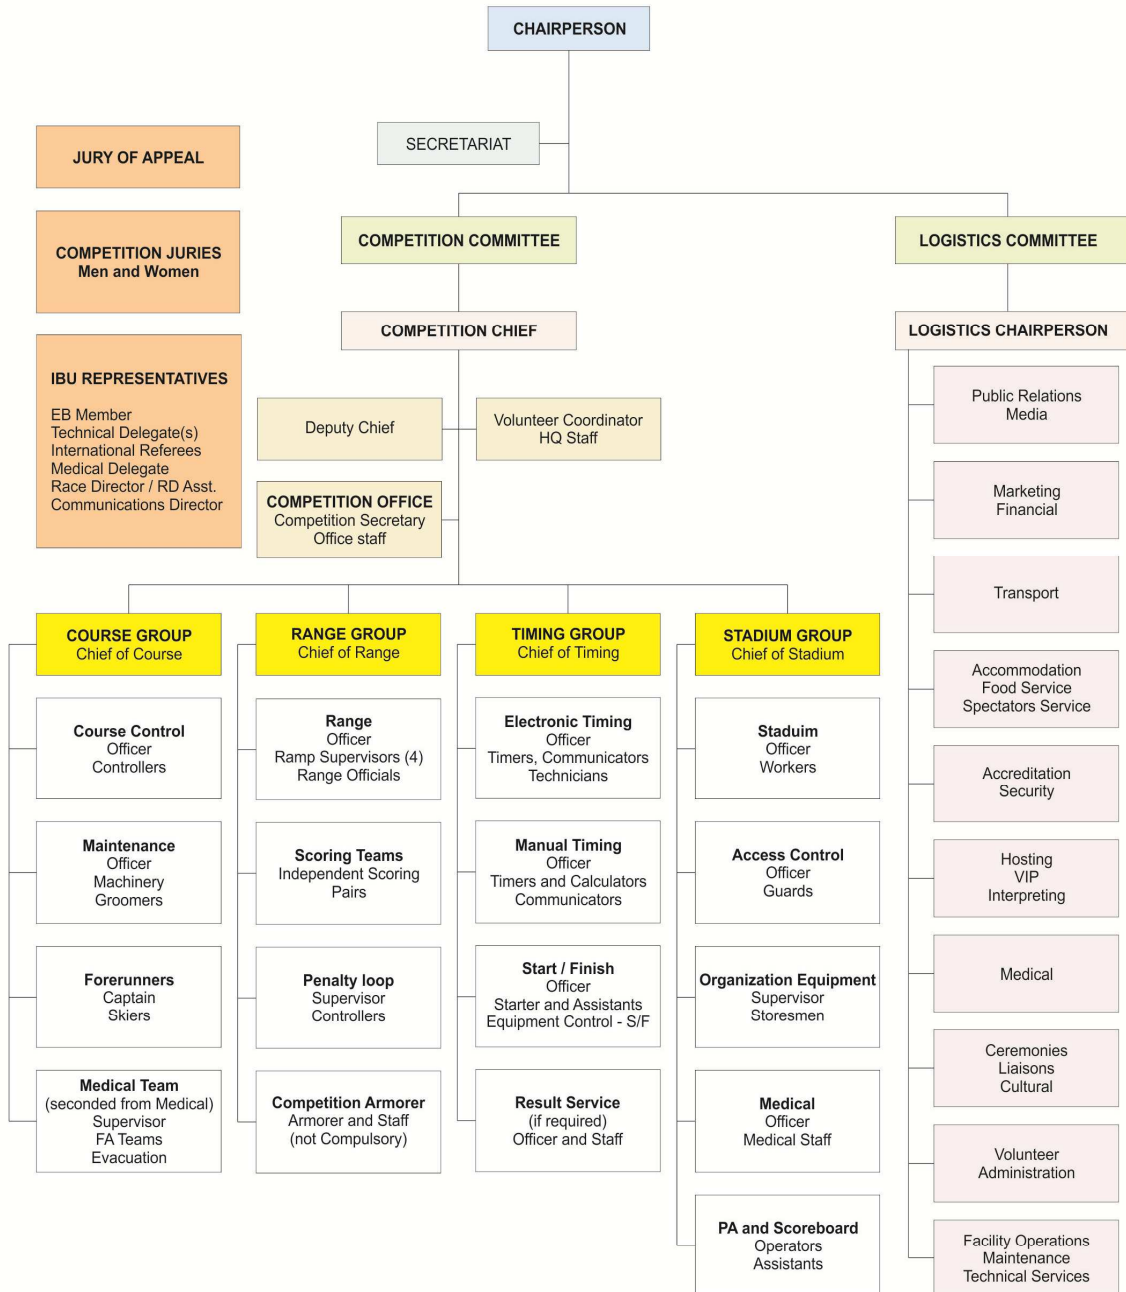 CHAIRPERSON
SECRETARIAT
JURY OF APPEAL
COMPETITION JURIES
Men and Women
IBU REPRESENTATIVES
EB Member
Technical Delegate(s)
International Referees
Medical Delegate
Race Director / RD Asst.
Communications Director
COMPETITION COMMITTEE
LOGISTICS COMMITTEE
COMPETITION CHIEF
LOGISTICS CHAIRPERSON
Deputy Chief
Volunteer Coordinator
HQ Staff
COMPETITION OFFICE
Competition Secretary
Office staff
COURSE GROUP
Chief of Course
Course Control
Officer
Controllers
Maintenance
Officer
Machinery
Groomers
Forerunners
Captain
Skiers
Medical Team
(seconded from Medical)
Supervisor
FA Teams
Evacuation
RANGE GROUP
Chief of Range
Range
Officer
Ramp Supervisors (4)
Range Officials
Scoring Teams
Independent Scoring
Pairs
Penalty loop
Supervisor
Controllers
Competition Armorer
Armorer and Staff
(not Compulsory)
TIMING GROUP
Chief of Timing
Electronic Timing
Officer
Timers, Communicators
Technicians
Manual Timing
Officer
Timers and Calculators
Communicators
Start / Finish
Officer
Starter and Assistants
Equipment Control - S/F
Result Service
(if required)
Officer and Staff
STADIUM GROUP
Chief of Stadium
Staduim
Officer
Workers
Access Control
Officer
Guards
Organization Equipment
Supervisor
Storesmen
Medical
Officer
Medical Staff
PA and Scoreboard
Operators
Assistants
Public Relations
Media
Marketing
Financial
Transport
Accommodation
Food Service
Spectators Service
Accreditation
Security
Hosting
VIP
Interpreting
Medical
Ceremonies
Liaisons
Cultural
Volunteer
Administration
Facility Operations
Maintenance
Technical Services